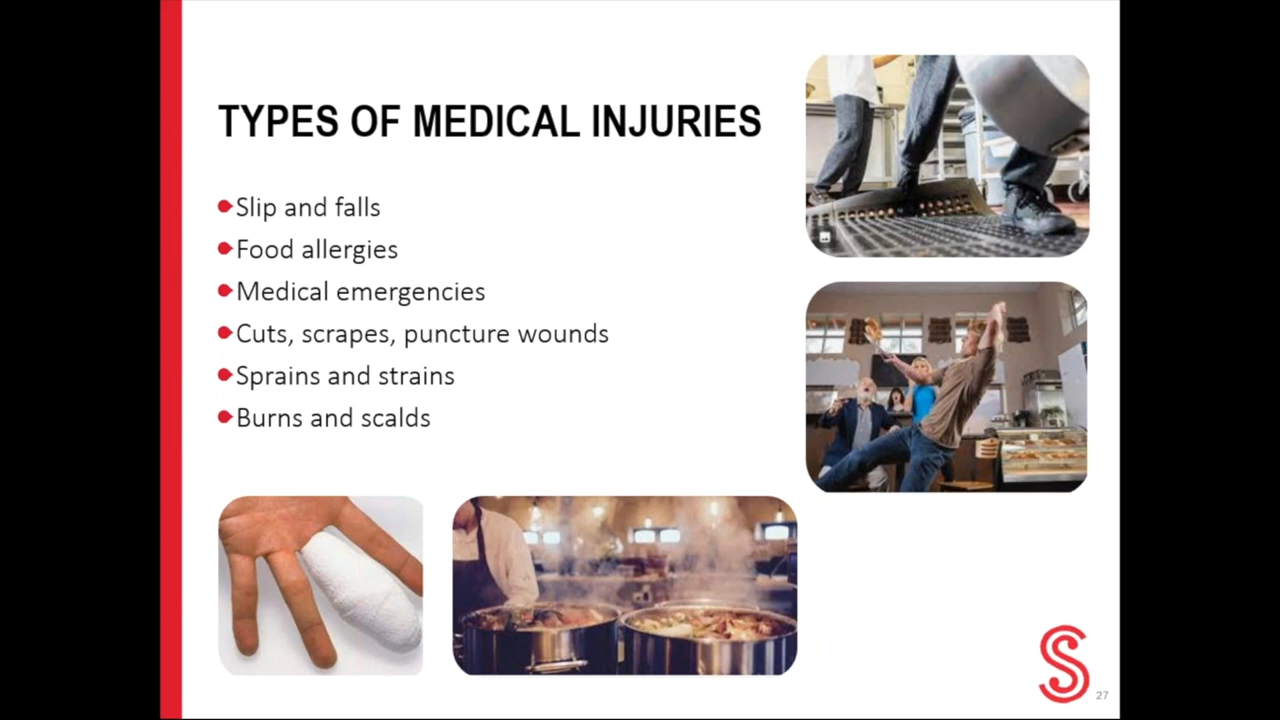 TYPES OF MEDICAL INJURIES
Slip and falls
Food allergies
Medical emergencies
Cuts, scrapes, puncture wounds
Sprains and strains
Burns and scalds
S
27